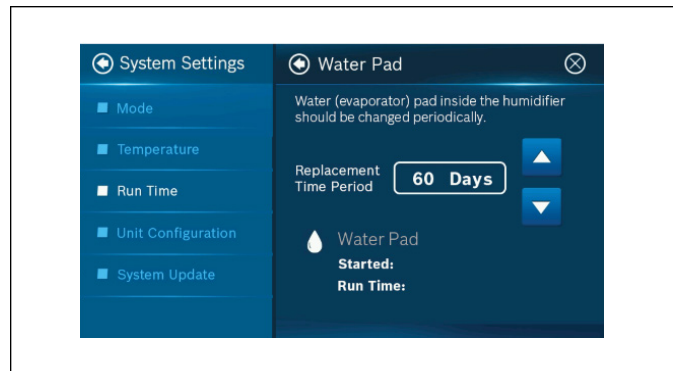 System Settings
Mode
Temperature
Run Time
Unit Configuration
System Update
Water Pad
Water (evaporator) pad inside the humidifier
should be changed periodically.
Replacement
Time Period
60 Days
Water Pad
Started:
Run Time: